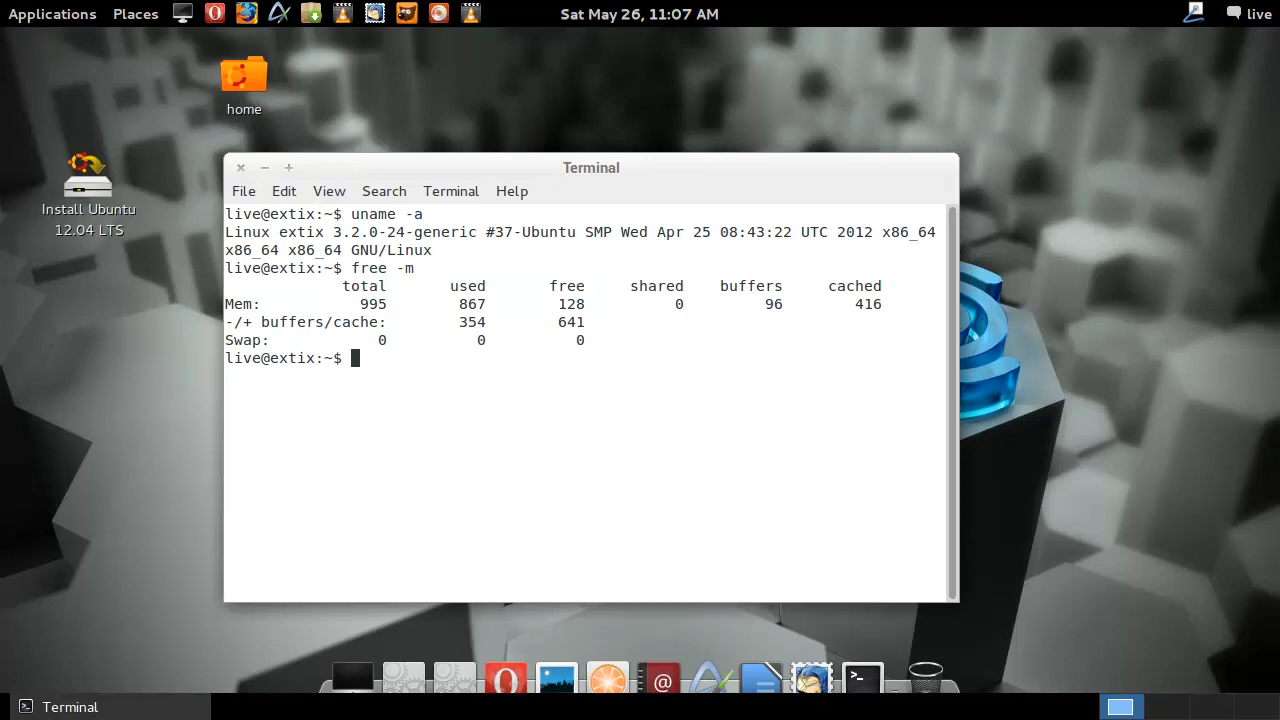 Applications Places Sat May 26, 11:07 AM live
home
Install Ubuntu
12.04 LTS
Terminal
File Edit View Search Terminal Help
live@extix:~$ uname -a
Linux extix 3.2.0-24-generic #37-Ubuntu SMP Wed Apr 25 08:43:22 UTC 2012 x86_64
x86_64 x86_64 GNU/Linux
live@extix:~$ free -m
total used free shared buffers cached
Mem: 995 867 128 0 96 416
-/+ buffers/cache: 354 641
Swap: 0 0 0
live@extix:~$
Terminal